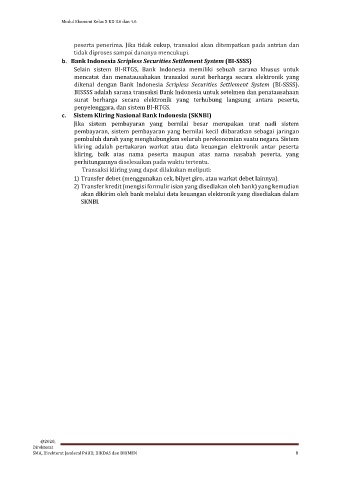 Modul Ekonomi Kelas X KD 3.6 dan 4.6
peserta penerima. Jika tidak cukup, transaksi akan ditempatkan pada antrian dan
tidak diproses sampai dananya mencukupi.
b. Bank Indonesia Scripless Securities Settlement System (BI-SSSS)
Selain sistem BI-RTGS, Bank Indonesia memiliki sebuah sarana khusus untuk
mencatat dan menatausahakan transaksi surat berharga secara elektronik yang
dikenal dengan Bank Indonesia Scripless Securities Settlement System (BI-SSSS).
BISSSS adalah sarana transaksi Bank Indonesia untuk setelmen dan penatausahaan
surat berharga secara elektronik yang terhubung langsung antara peserta,
penyelenggara, dan sistem BI-RTGS.
c. Sistem Kliring Nasional Bank Indonesia (SKNBI)
Jika sistem pembayaran yang bernilai besar merupakan urat nadi sistem
pembayaran, sistem pembayaran yang bernilai kecil diibaratkan sebagai jaringan
pembuluh darah yang menghubungkan seluruh perekonomian suatu negara. Sistem
kliring adalah pertukaran warkat atau data keuangan elektronik antar peserta
kliring, baik atas nama peserta maupun atas nama nasabah peserta, yang
perhitungannya diselesaikan pada waktu tertentu.
Transaksi kliring yang dapat dilakukan meliputi:
1) Transfer debet (menggunakan cek, bilyet giro, atau warkat debet lainnya).
2) Transfer kredit (mengisi formulir isian yang disediakan oleh bank) yang kemudian
akan dikirim oleh bank melalui data keuangan elektronik yang disediakan dalam
SKNBI.
@2020,
Direktorat
SMA, Direktorat Jenderal PAUD, DIKDAS dan DIKMEN